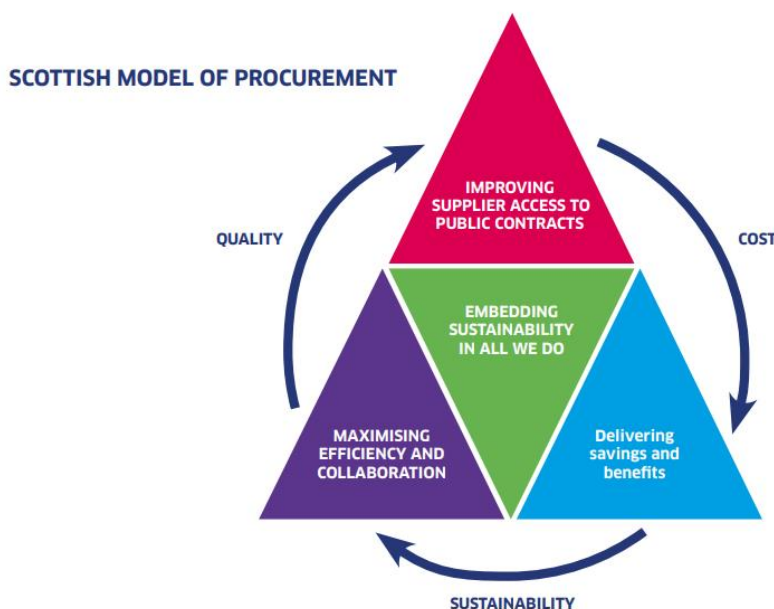 SCOTTISH MODEL OF PROCUREMENT
IMPROVING
SUPPLIER ACCESS TO
PUBLIC CONTRACTS
QUALITY
COST
EMBEDDING
SUSTAINABILITY
IN ALL WE DO
MAXIMISING
EFFICIENCY AND
COLLABORATION
Delivering
savings and
benefits
SUSTAINABILITY